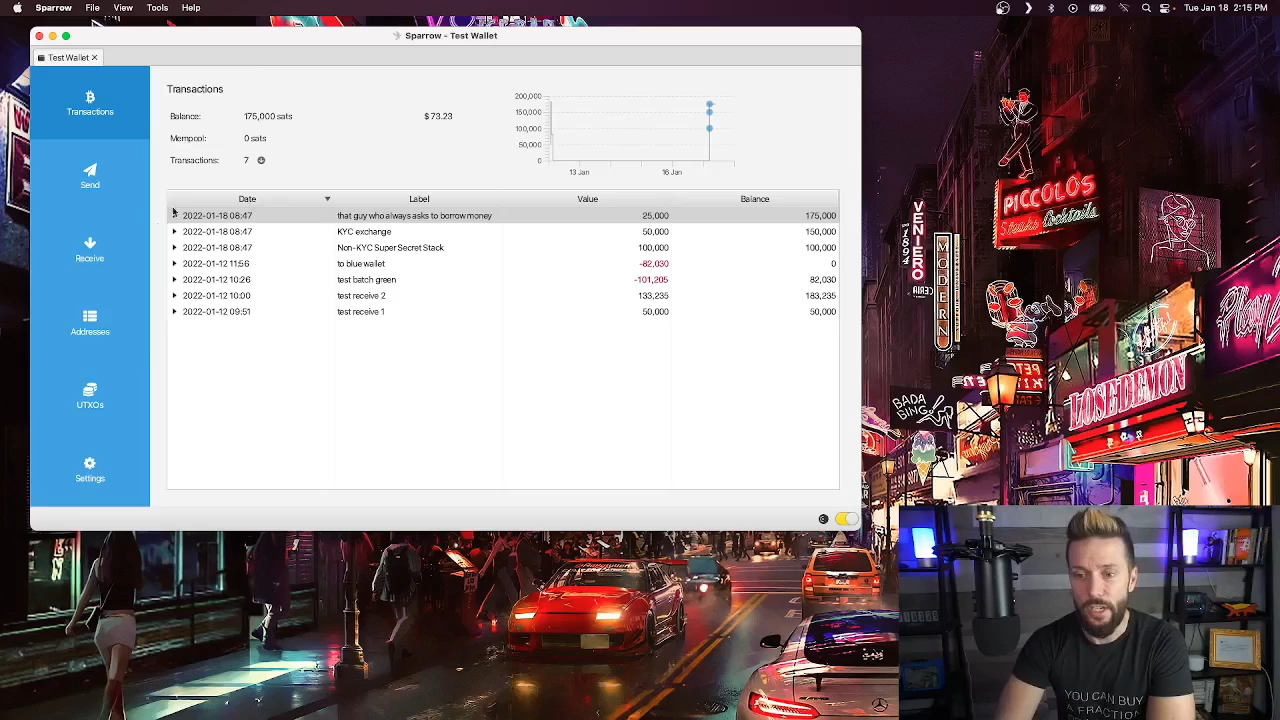 Sparrow File View Tools Help Tue Jan 18 2:15 PM
Sparrow - Test Wallet
Test Wallet
Transactions
Send
Receive
Addresses
UTXOs
Settings
Transactions
Balance: 175,000 sats $ 73.23
Mempool: 0 sats
Transactions: 7
200,000
150,000
100,000
50,000
0
13 Jan 16 Jan
Date Label Value Balance
2022-01-18 08:47 that guy who always asks to borrow money 25,000 175,000
2022-01-18 08:47 KYC exchange 50,000 150,000
2022-01-18 08:47 Non-KYC Super Secret Stack 100,000 100,000
2022-01-12 11:56 to blue wallet -82,030 0
2022-01-12 10:26 test batch green -101,205 82,030
2022-01-12 10:00 test receive 2 133,235 183,235
2022-01-12 09:51 test receive 1 50,000 50,000
PICCOLO'S
Steaks Cocktails
VENIERO
MODERN
BADA
BING
LOSE DEMON
YOU CAN BUY
A FRACTION